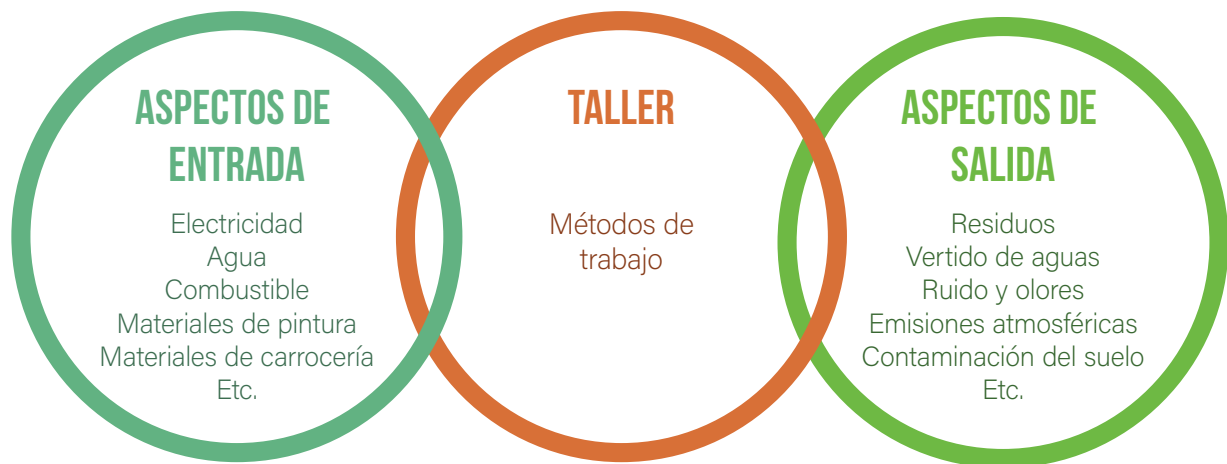 ASPECTOS DE
ENTRADA
Electricidad
Agua
Combustible
Materiales de pintura
Materiales de carrocería
Etc.
TALLER
Métodos de
trabajo
ASPECTOS DE
SALIDA
Residuos
Vertido de aguas
Ruido y olores
Emisiones atmosféricas
Contaminación del suelo
Etc.